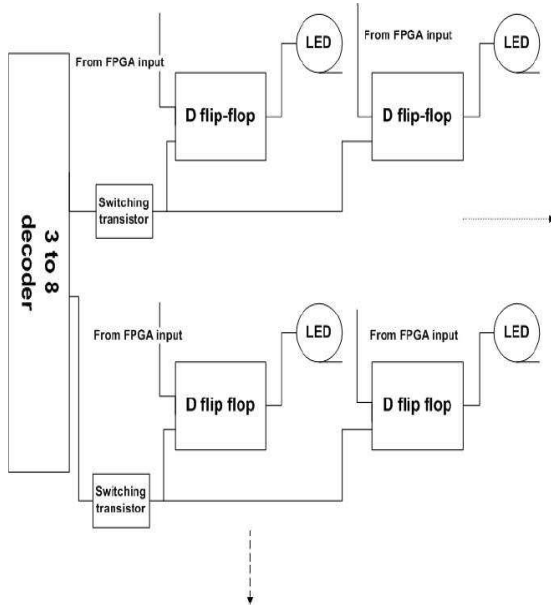 LED
LED
From FPGA input
From FPGA input
D flip-flop
D flip-flop
Switching
transistor
3 to 8
decoder
LED
LED
From FPGA input
From FPGA input
D flip flop
D flip flop
Switching
transistor